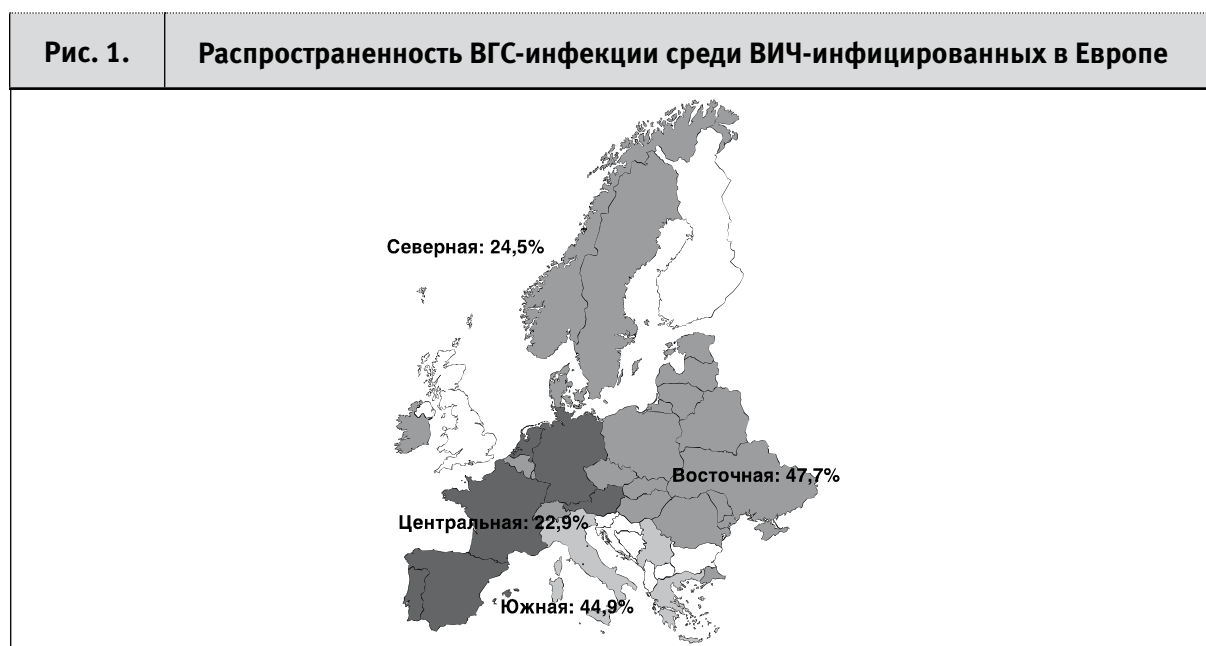 Рис. 1.
Распространенность ВГС-инфекции среди ВИЧ-инфицированных в Европе
Северная: 24,5%
Восточная: 47,7%
Центральная: 22,9%
Южная: 44,9%